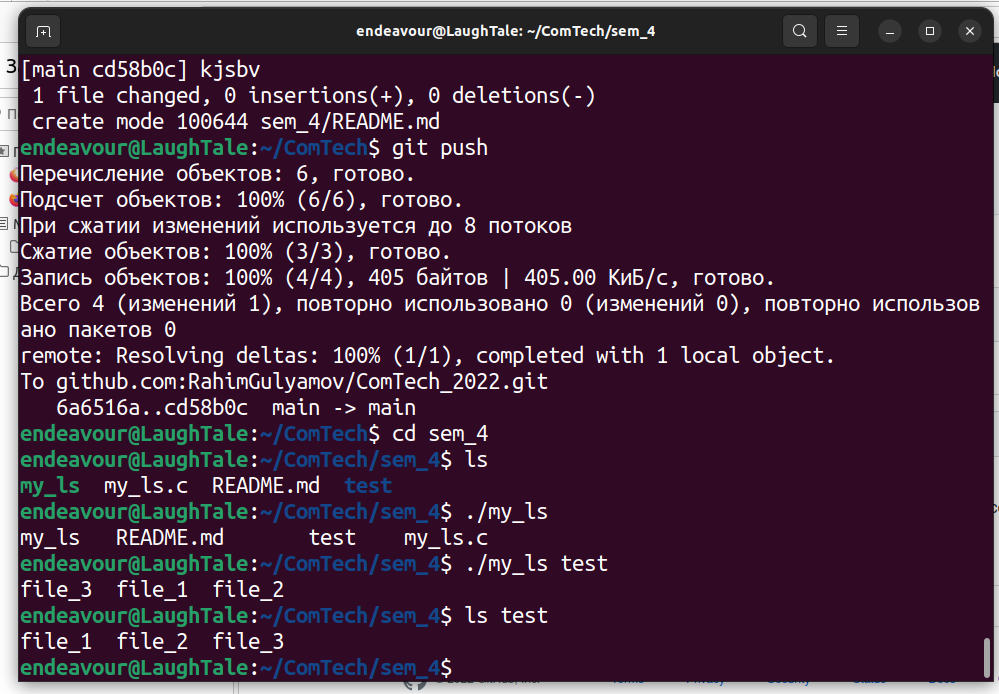 endeavour@LaughTale: ~/ComTech/sem_4
[main cd58b0c] kjsbv
 1 file changed, 0 insertions(+), 0 deletions(-)
 create mode 100644 sem_4/README.md
endeavour@LaughTale:~/ComTech$ git push
Перечисление объектов: 6, готово.
Подсчет объектов: 100% (6/6), готово.
При сжатии изменений используется до 8 потоков
Сжатие объектов: 100% (3/3), готово.
Запись объектов: 100% (4/4), 405 байтов | 405.00 КиБ/с, готово.
Всего 4 (изменений 1), повторно использовано 0 (изменений 0), повторно использов
ано пакетов 0
remote: Resolving deltas: 100% (1/1), completed with 1 local object.
To github.com:RahimGulyamov/ComTech_2022.git
   6a6516a..cd58b0c  main -> main
endeavour@LaughTale:~/ComTech$ cd sem_4
endeavour@LaughTale:~/ComTech/sem_4$ ls
my_ls  my_ls.c  README.md  test
endeavour@LaughTale:~/ComTech/sem_4$ ./my_ls
my_ls   README.md       test    my_ls.c
endeavour@LaughTale:~/ComTech/sem_4$ ./my_ls test
file_3  file_1  file_2
endeavour@LaughTale:~/ComTech/sem_4$ ls test
file_1  file_2  file_3
endeavour@LaughTale:~/ComTech/sem_4$